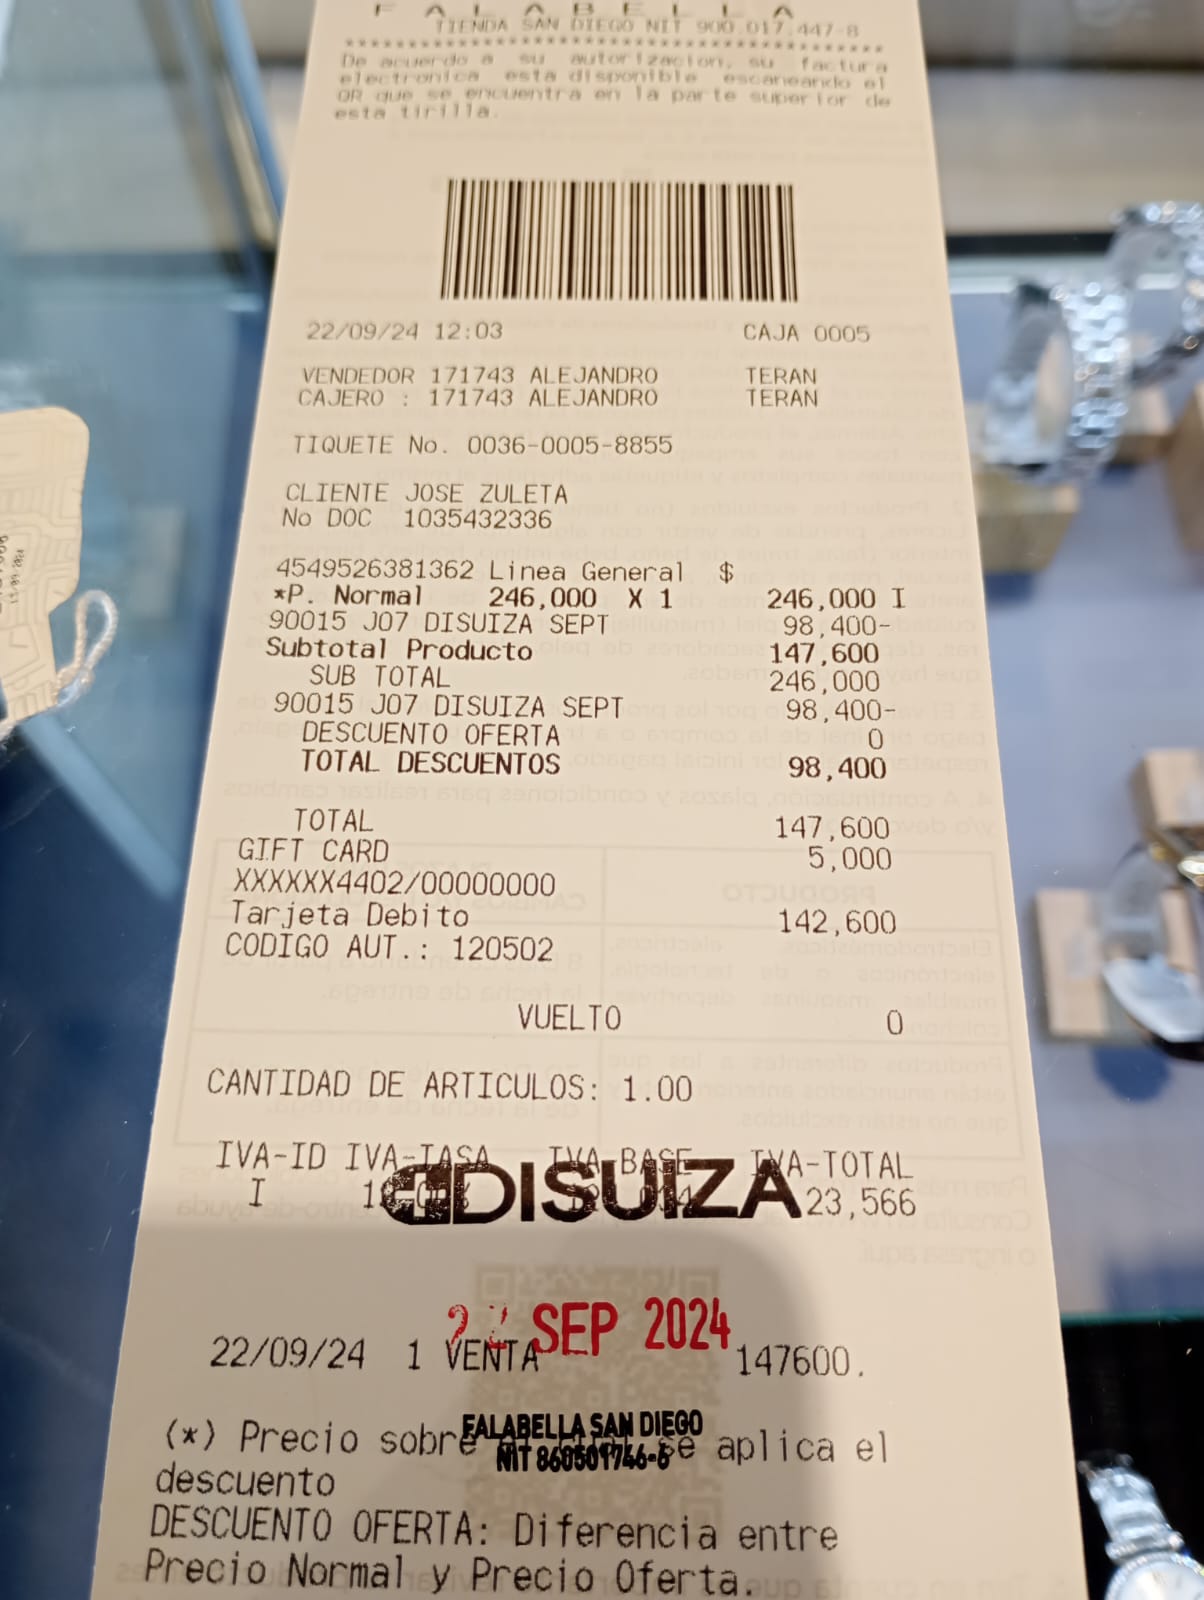 FALABELLA
TIENDA SAN DIEGO NIT 900.017.447-8
De acuerdo a su autorizacion, su factura
electronica esta disponible escaneando el
QR que se encuentra en la parte superior de
esta tirilla.
22/09/24 12:03 CAJA 0005
VENDEDOR 171743 ALEJANDRO TERAN
CAJERO : 171743 ALEJANDRO TERAN
TIQUETE No. 0036-0005-8855
CLIENTE JOSE ZULETA
No DOC 1035432336
4549526381362 Linea General $
*P. Normal 246,000 X 1 246,000 I
90015 J07 DISUIZA SEPT 98,400-
Subtotal Producto 147,600
SUB TOTAL 246,000
90015 J07 DISUIZA SEPT 98,400-
DESCUENTO OFERTA 0
TOTAL DESCUENTOS 98,400
TOTAL 147,600
GIFT CARD 5,000
XXXXXX4402/00000000
Tarjeta Debito 142,600
CODIGO AUT.: 120502
VUELTO 0
CANTIDAD DE ARTICULOS: 1.00
IVA-ID IVA-TASA IVA-BASE IVA-TOTAL
I 23,566
DISUIZA
SEP 2024
22/09/24 1 VENTA 147600.
FALABELLA SAN DIEGO
NIT 860501746-6
(*) Precio sobre se aplica el
descuento
DESCUENTO OFERTA: Diferencia entre
Precio Normal y Precio Oferta.